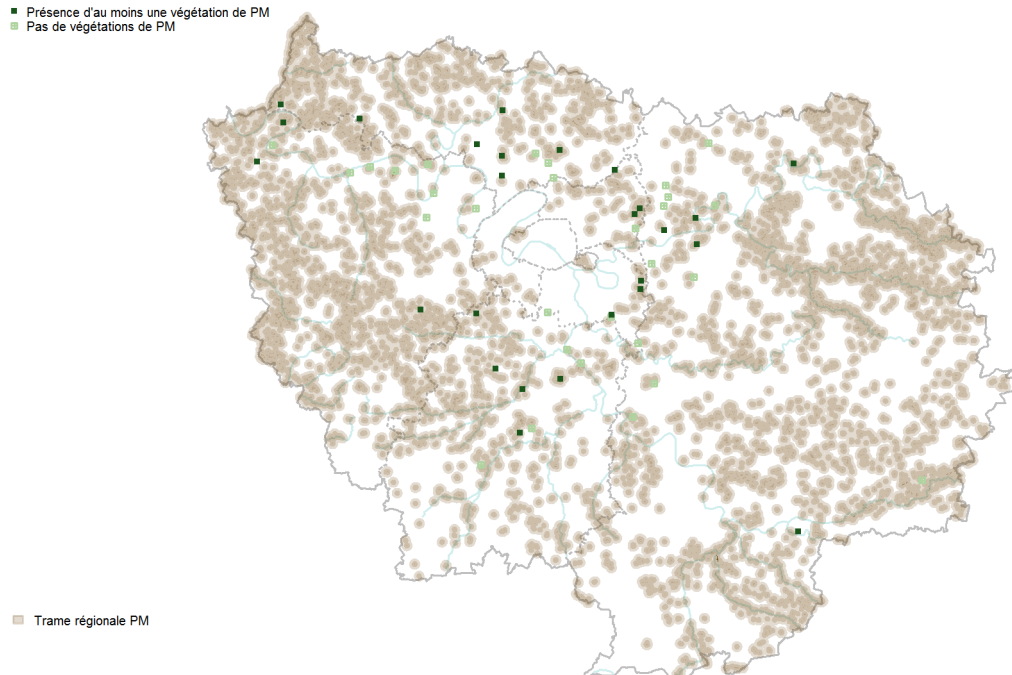 Présence d'au moins une végétation de PM
Pas de végétations de PM
Trame régionale PM